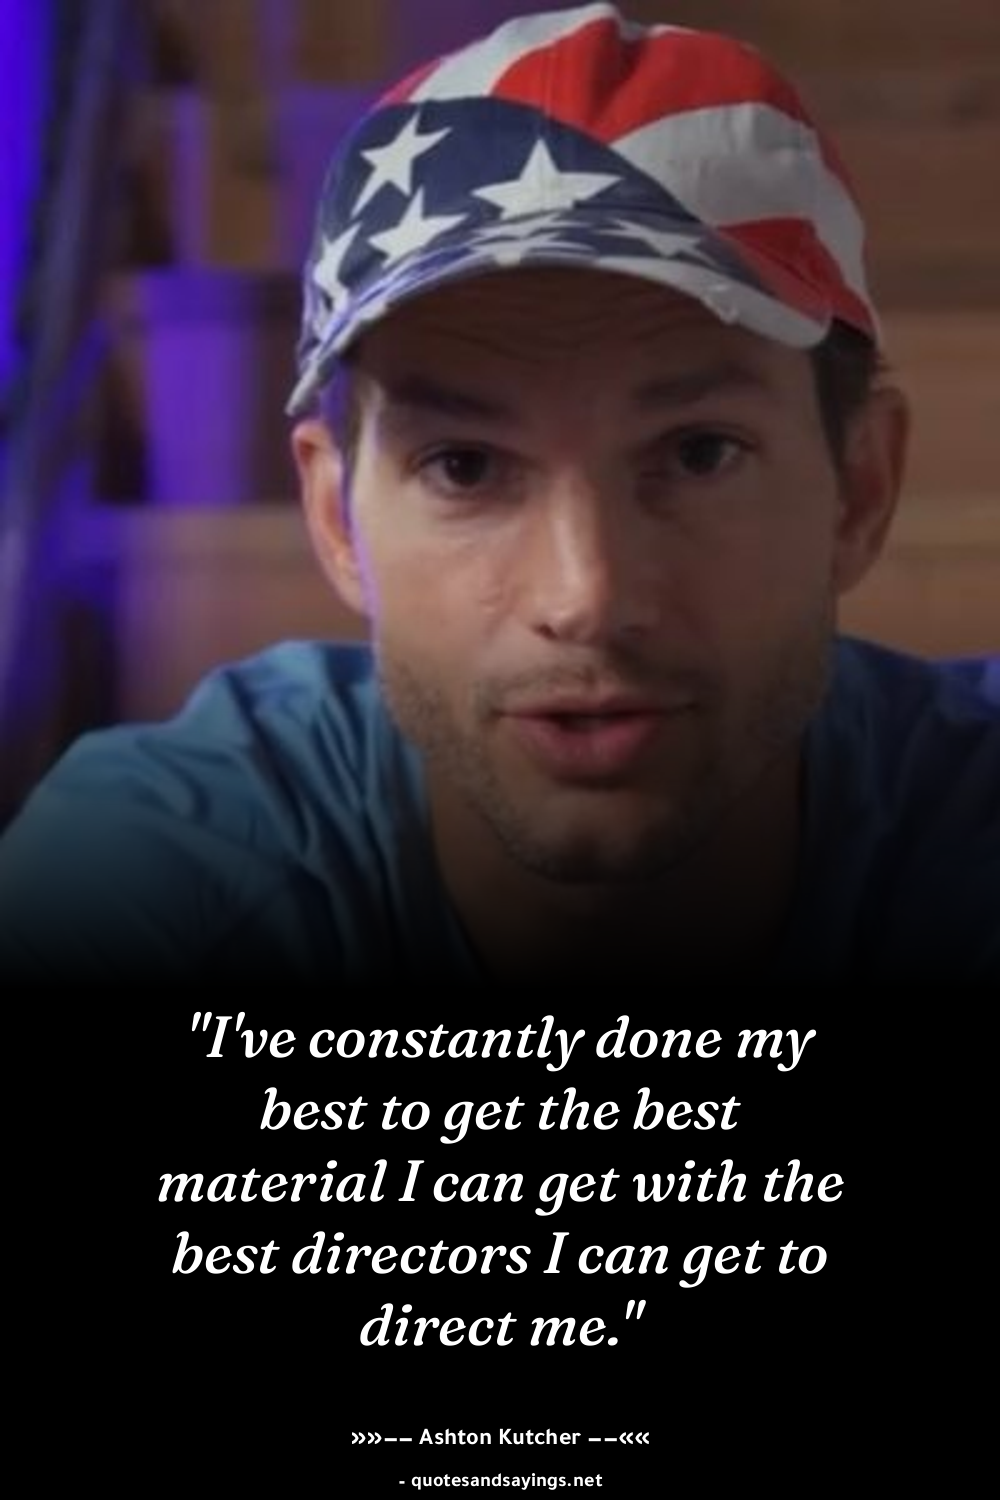 "I've constantly done my
best to get the best
material I can get with the
best directors I can get to
direct me."
»»–– Ashton Kutcher ––««
- quotesandsayings.net